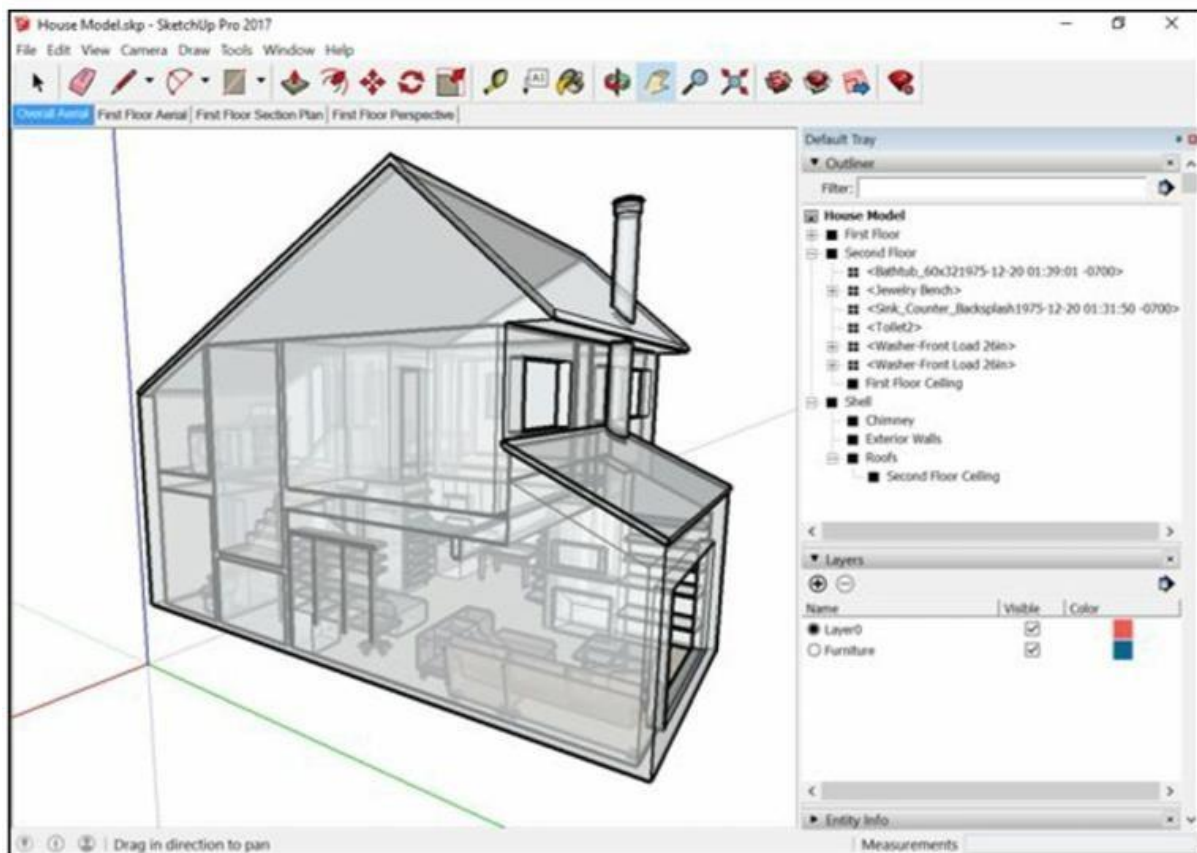 House Model.skp - SketchUp Pro 2017
File Edit View Camera Draw Tools Window Help
A1
Overall Aerial First Floor Aerial First Floor Section Plan First Floor Perspective
Default Tray
Outliner
Filter:
House Model
First Floor
Second Floor
<Bathtub_60x321975-12-20 01:39:01 -0700>
<Jewelry Bench>
<Sink_Counter_Backsplash1975-12-20 01:31:50 -0700>
<Toilet2>
<Washer-Front Load 26in>
<Washer-Front Load 26in>
First Floor Ceiling
Shell
Chimney
Exterior Walls
Roofs
Second Floor Ceiling
Layers
Name Visible Color
Layer0
Furniture
Entity Info
Drag in direction to pan Measurements